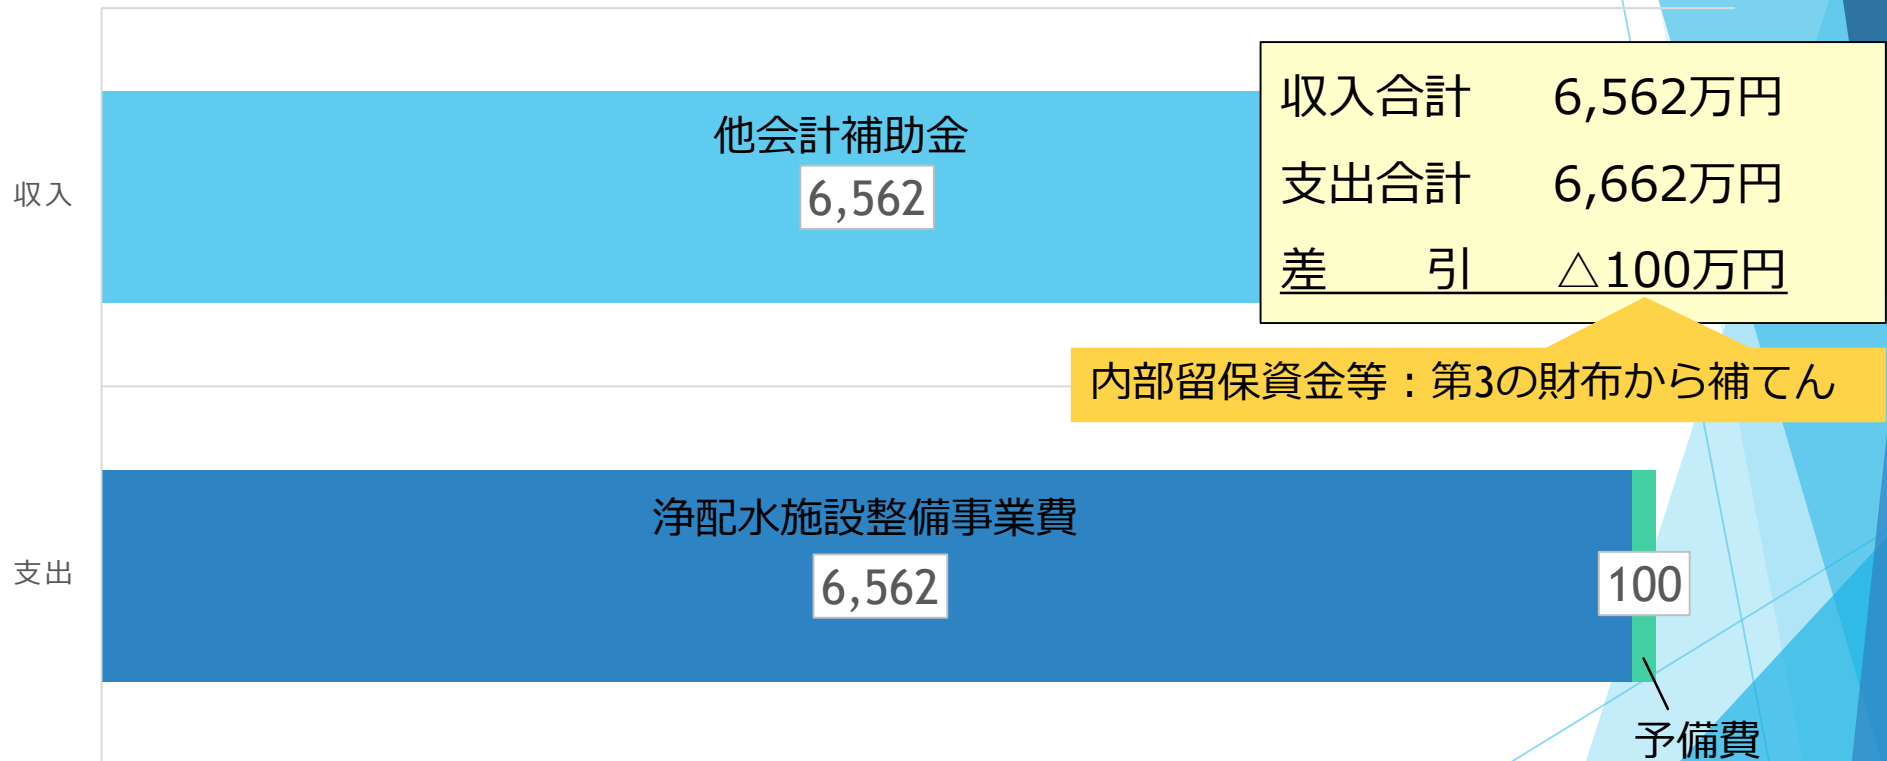 収入
他会計補助金
6,562
収入合計 6,562万円
支出合計 6,662万円
差 引 △100万円
内部留保資金等：第3の財布から補てん
支出
浄配水施設整備事業費
6,562
100
予備費